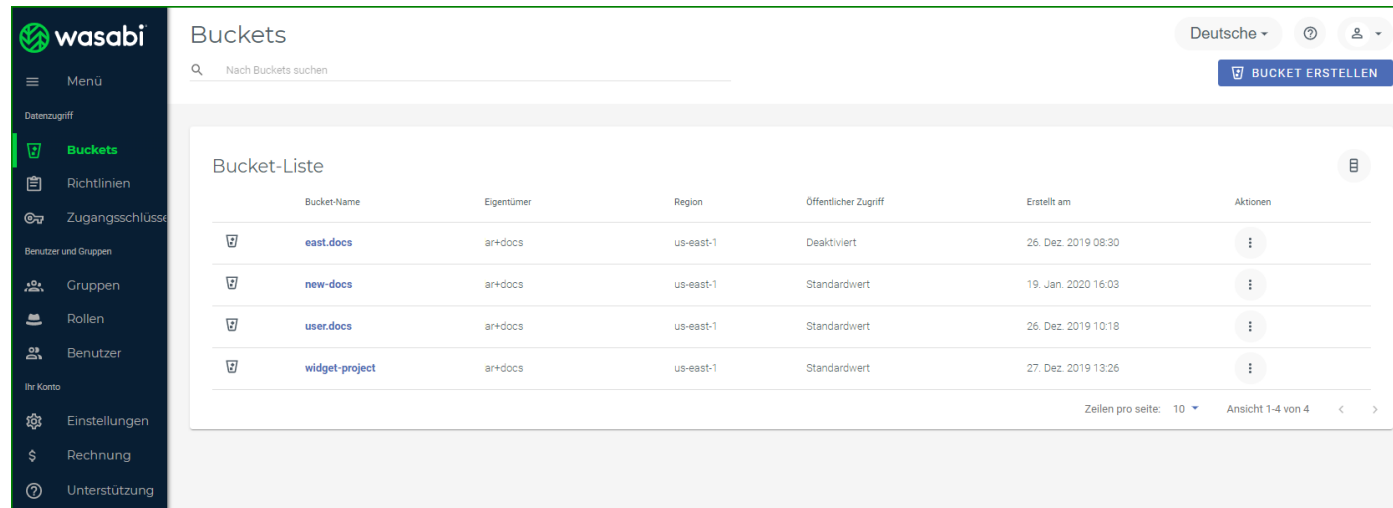 wasabi
Menü
Datenzugriff
Buckets
Richtlinien
Benutzer und Gruppen
Gruppen
Rollen
Benutzer
Ihr Konto
Einstellungen
Rechnung
Unterstützung
Buckets
Deutsche
Nach Buckets suchen
BUCKET ERSTELLEN
Bucket-Liste
Bucket-Name Eigentümer Region Öffentlicher Zugriff Erstellt am Aktionen
east.docs ar+docs us-east-1 Deaktiviert 26. Dez. 2019 08:30
new-docs ar+docs us-east-1 Standardwert 19. Jan. 2020 16:03
user.docs ar+docs us-east-1 Standardwert 26. Dez. 2019 10:18
widget-project ar+docs us-east-1 Standardwert 27. Dez. 2019 13:26
Zeilen pro seite: 10 Ansicht 1-4 von 4